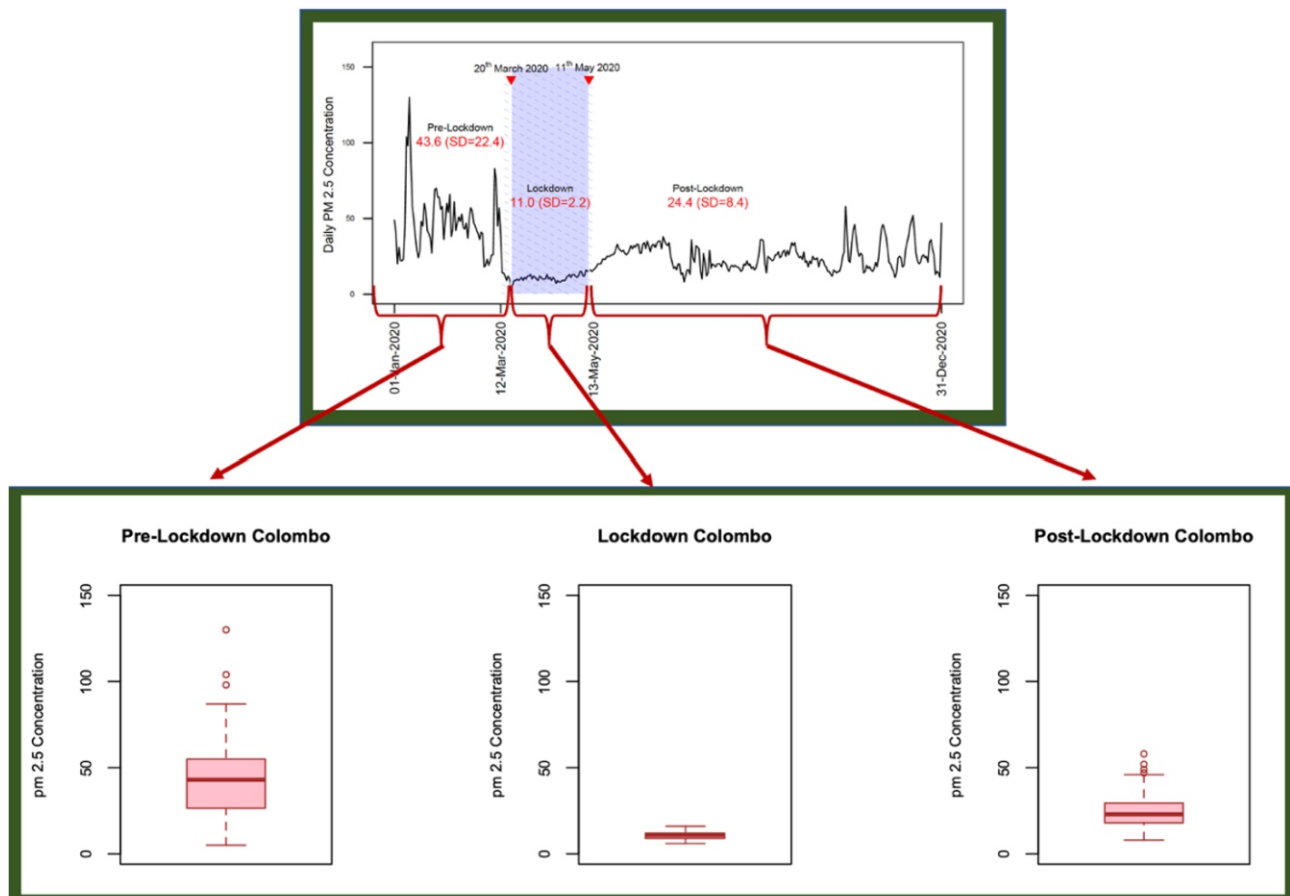 20th March 2020 11th May 2020
Daily PM 2.5 Concentration
150
100
50
0
Pre-Lockdown
43.6 (SD=22.4)
Lockdown
11.0 (SD=2.2)
Post-Lockdown
24.4 (SD=8.4)
01-Jan-2020
12-Mar-2020
13-May-2020
31-Dec-2020
Pre-Lockdown Colombo
pm 2.5 Concentration
150
100
50
0
Lockdown Colombo
pm 2.5 Concentration
150
100
50
0
Post-Lockdown Colombo
pm 2.5 Concentration
150
100
50
0